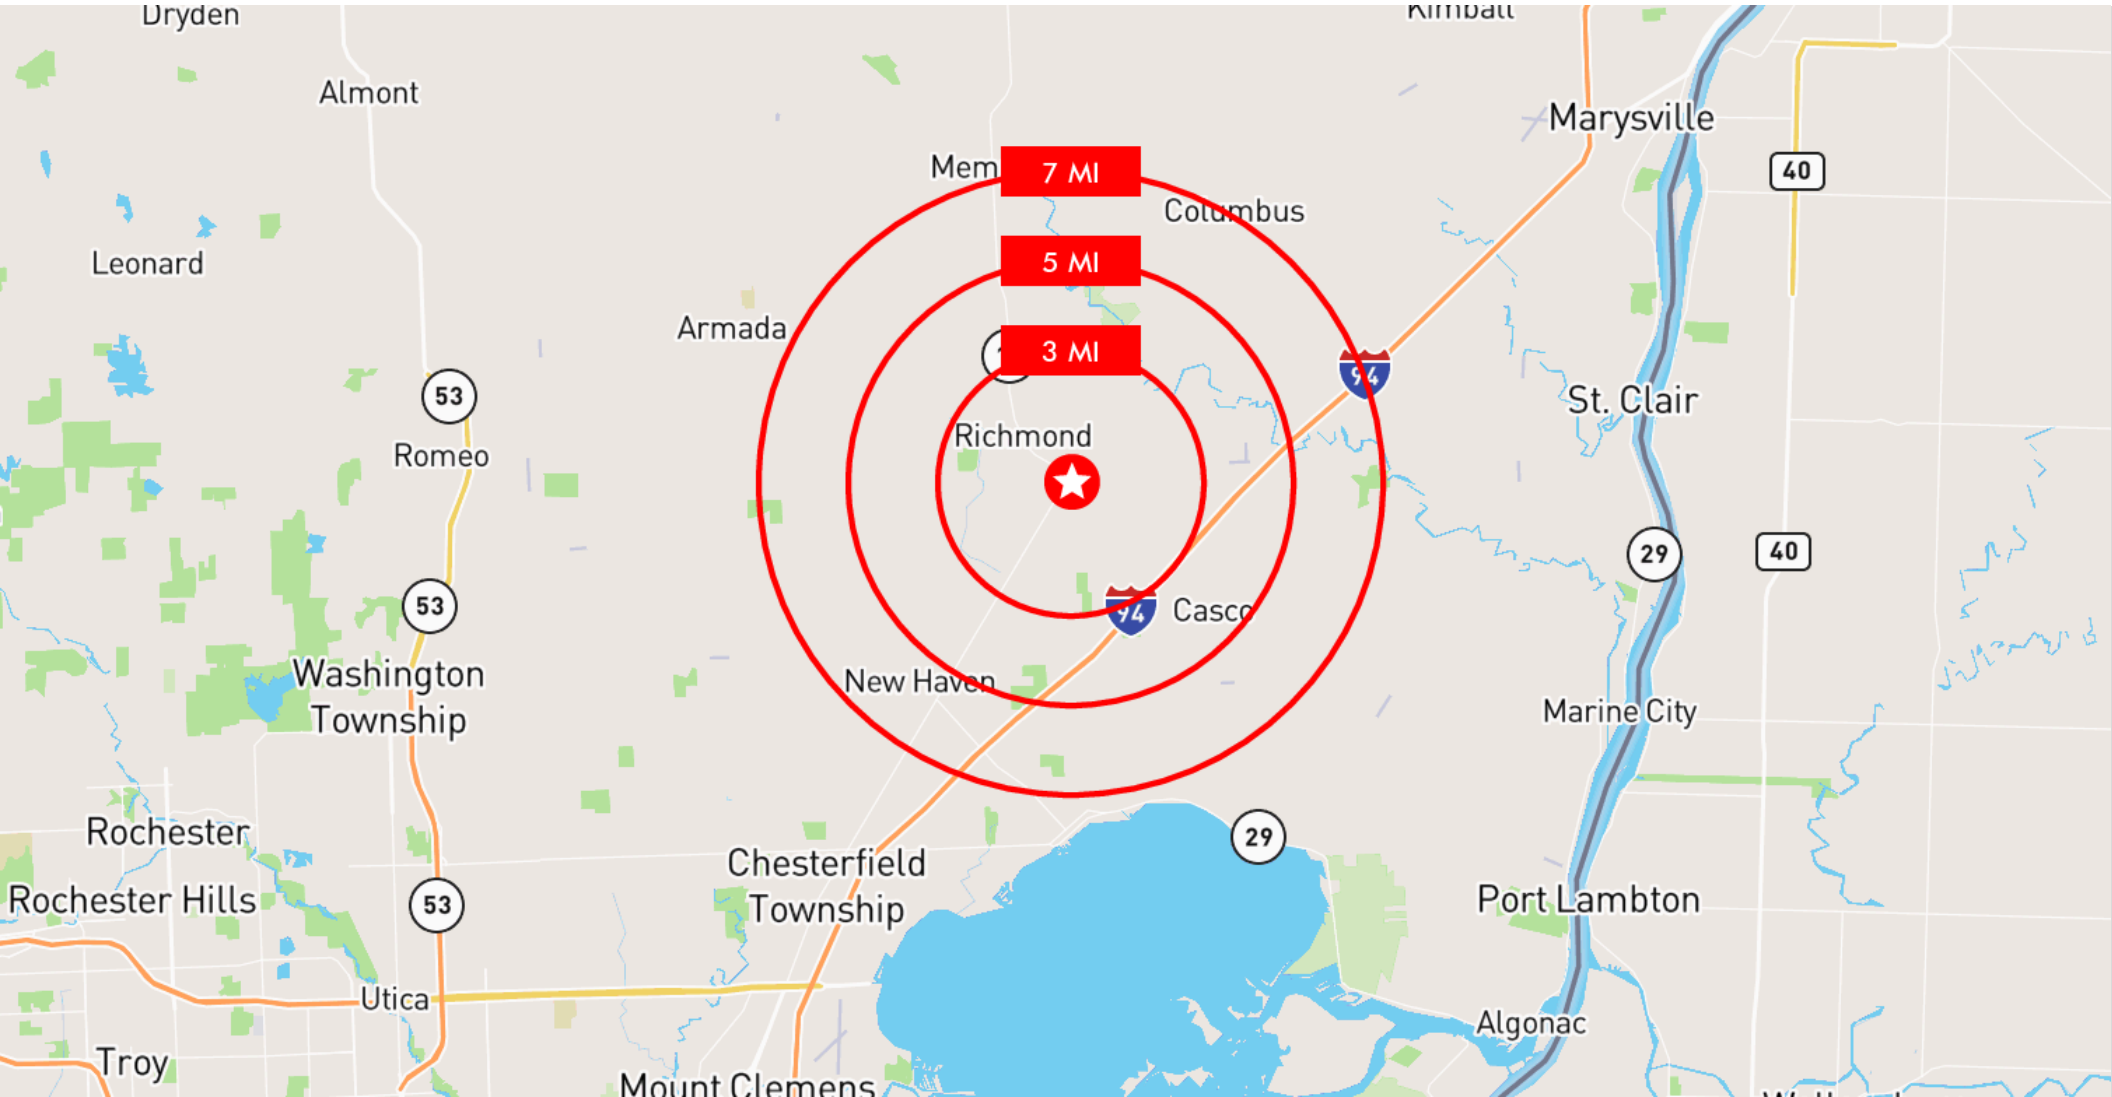 Dryden
Kimball
Almont
Marysville
Mem
7 MI
40
Columbus
Leonard
5 MI
Armada
3 MI
94
53
St. Clair
Richmond
Romeo
29
40
53
94
Casco
Washington
Township
New Haven
Marine City
Rochester
29
Chesterfield
Township
Rochester Hills
53
Port Lambton
Utica
Algonac
Troy
Mount Clemens